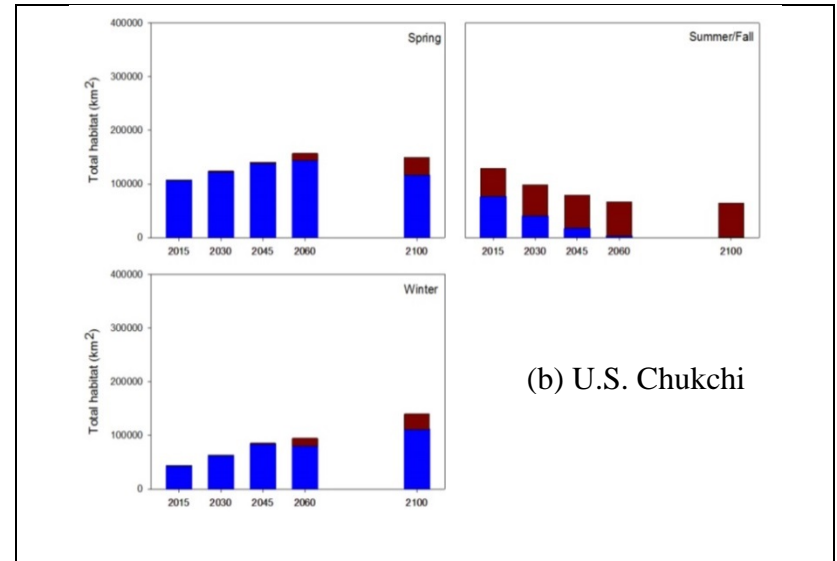 Spring
Total habitat (km²)
400000
300000
200000
100000
0
2015 2030 2045 2060 2100
Summer/Fall
2015 2030 2045 2060 2100
Winter
Total habitat (km²)
400000
300000
200000
100000
0
2015 2030 2045 2060 2100
(b) U.S. Chukchi